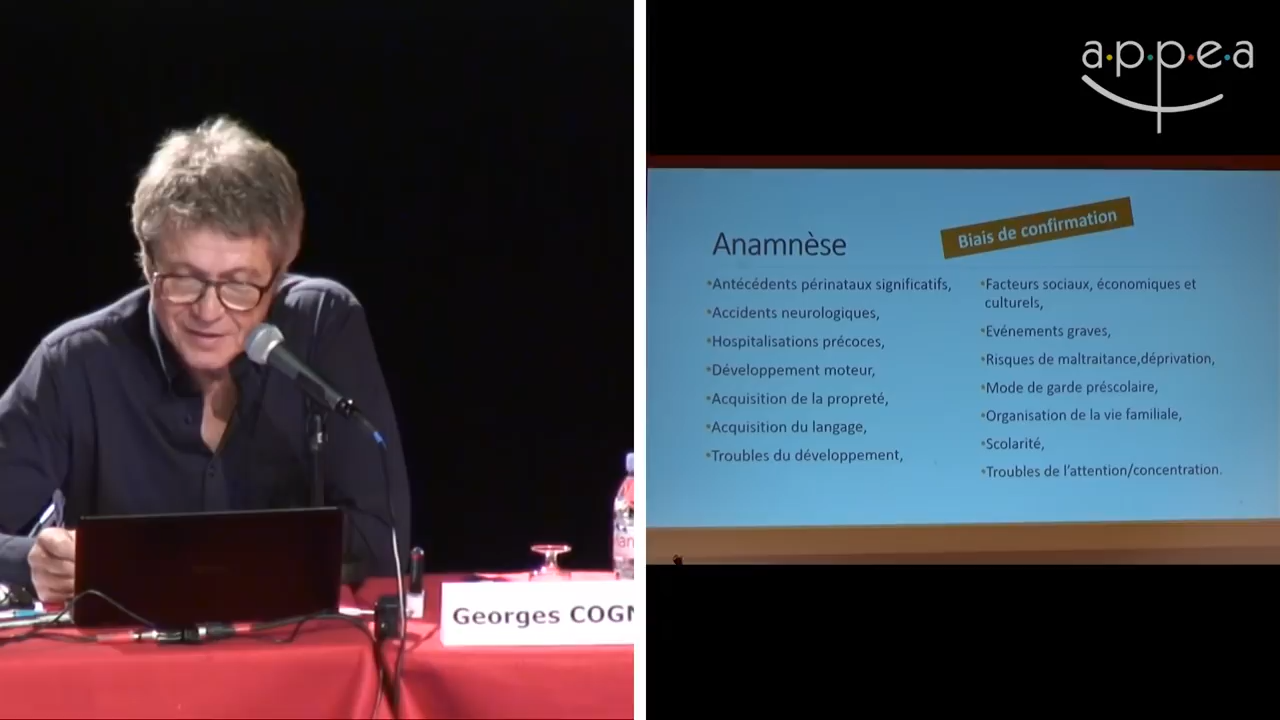 a·p·p·e·a
Biais de confirmation
Anamnèse
•Antécédents périnataux significatifs,
•Accidents neurologiques,
•Hospitalisations précoces,
•Développement moteur,
•Acquisition de la propreté,
•Acquisition du langage,
•Troubles du développement,
•Facteurs sociaux, économiques et
culturels,
•Evénements graves,
•Risques de maltraitance,déprivation,
•Mode de garde préscolaire,
•Organisation de la vie familiale,
•Scolarité,
•Troubles de l'attention/concentration.
Georges COGN